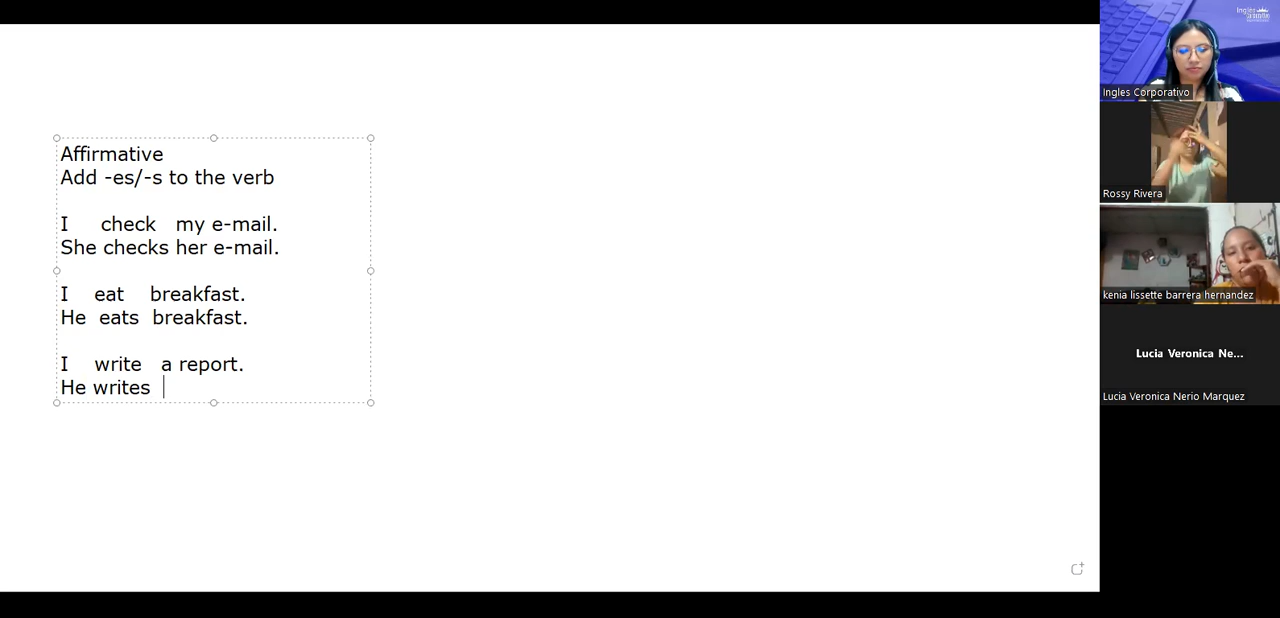 Affirmative
Add -es/-s to the verb
I check my e-mail.
She checks her e-mail.
I eat breakfast.
He eats breakfast.
I write a report.
He writes
Ingles Corporativo
Rossy Rivera
kenia lissette barrera hernandez
Lucia Veronica Ne...
Lucia Veronica Nerio Marquez